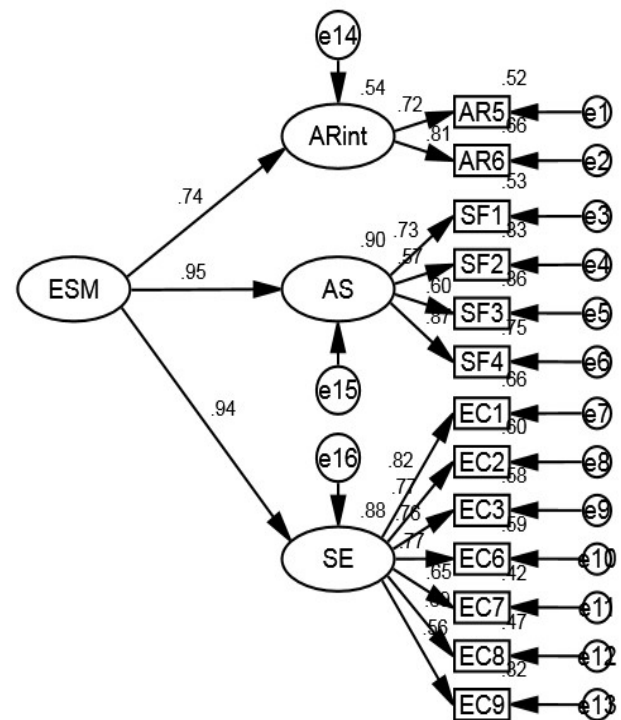 e14
.54
.52
.72
AR5
e1
ARint
.81
.66
AR6
e2
.53
.74
SF1
e3
.90
.73
SF2
e4
.57
.95
ESM
AS
.60
SF3
e5
.87
.75
SF4
e6
.66
e15
.94
EC1
e7
.60
e16
.82
EC2
e8
.77
.58
.88
.76
EC3
e9
.59
SE
.77
EC6
e10
.65
.42
EC7
e11
.56
.47
EC8
e12
EC9
e13